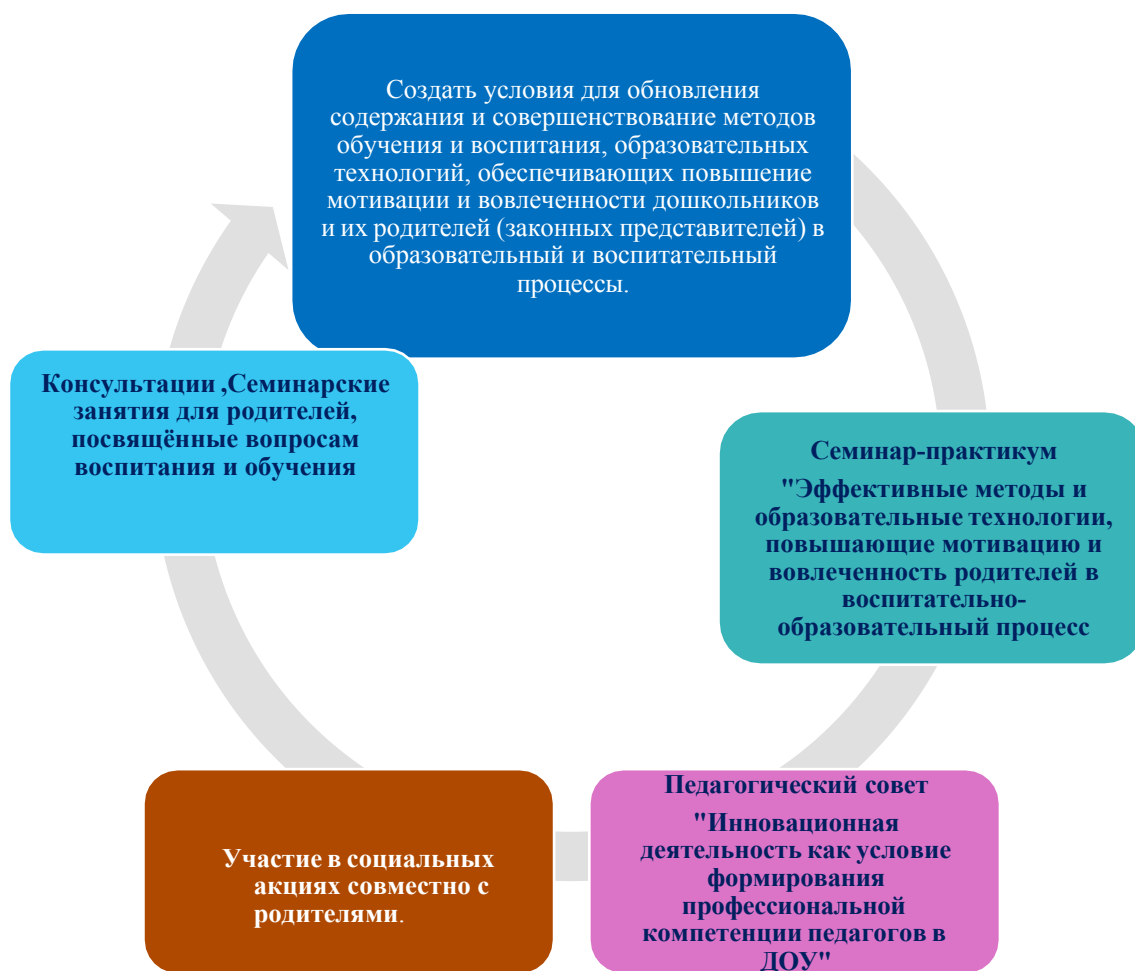 Создать условия для обновления
содержания и совершенствование методов
обучения и воспитания, образовательных
технологий, обеспечивающих повышение
мотивации и вовлеченности дошкольников
и их родителей (законных представителей) в
образовательный и воспитательный
процессы.
Семинар-практикум
"Эффективные методы и
образовательные технологии,
повышающие мотивацию и
вовлеченность родителей в
воспитательно-
образовательный процесс
Педагогический совет
"Инновационная
деятельность как условие
формирования
профессиональной
компетенции педагогов в
ДОУ"
Участие в социальных
акциях совместно с
родителями.
Консультации ,Семинарские
занятия для родителей,
посвящённые вопросам
воспитания и обучения